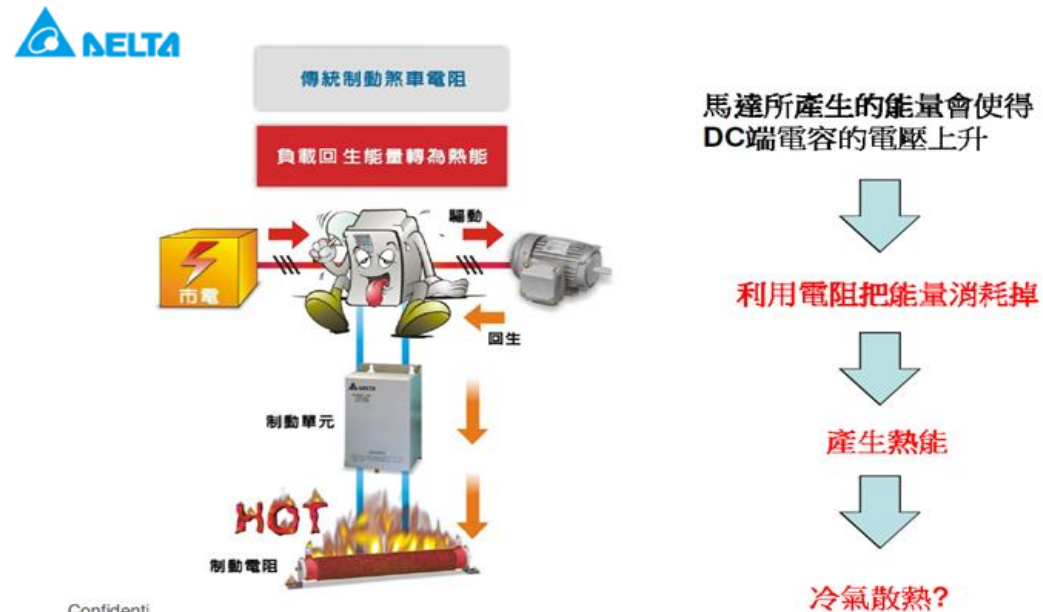 DELTA
傳統制動煞車電阻
負載回生能量轉為熱能
驅動
市電
回生
DELTA
制動單元
HOT
制動電阻
Confidenti
馬達所產生的能量會使得
DC端電容的電壓上升
利用電阻把能量消耗掉
產生熱能
冷氣散熱?